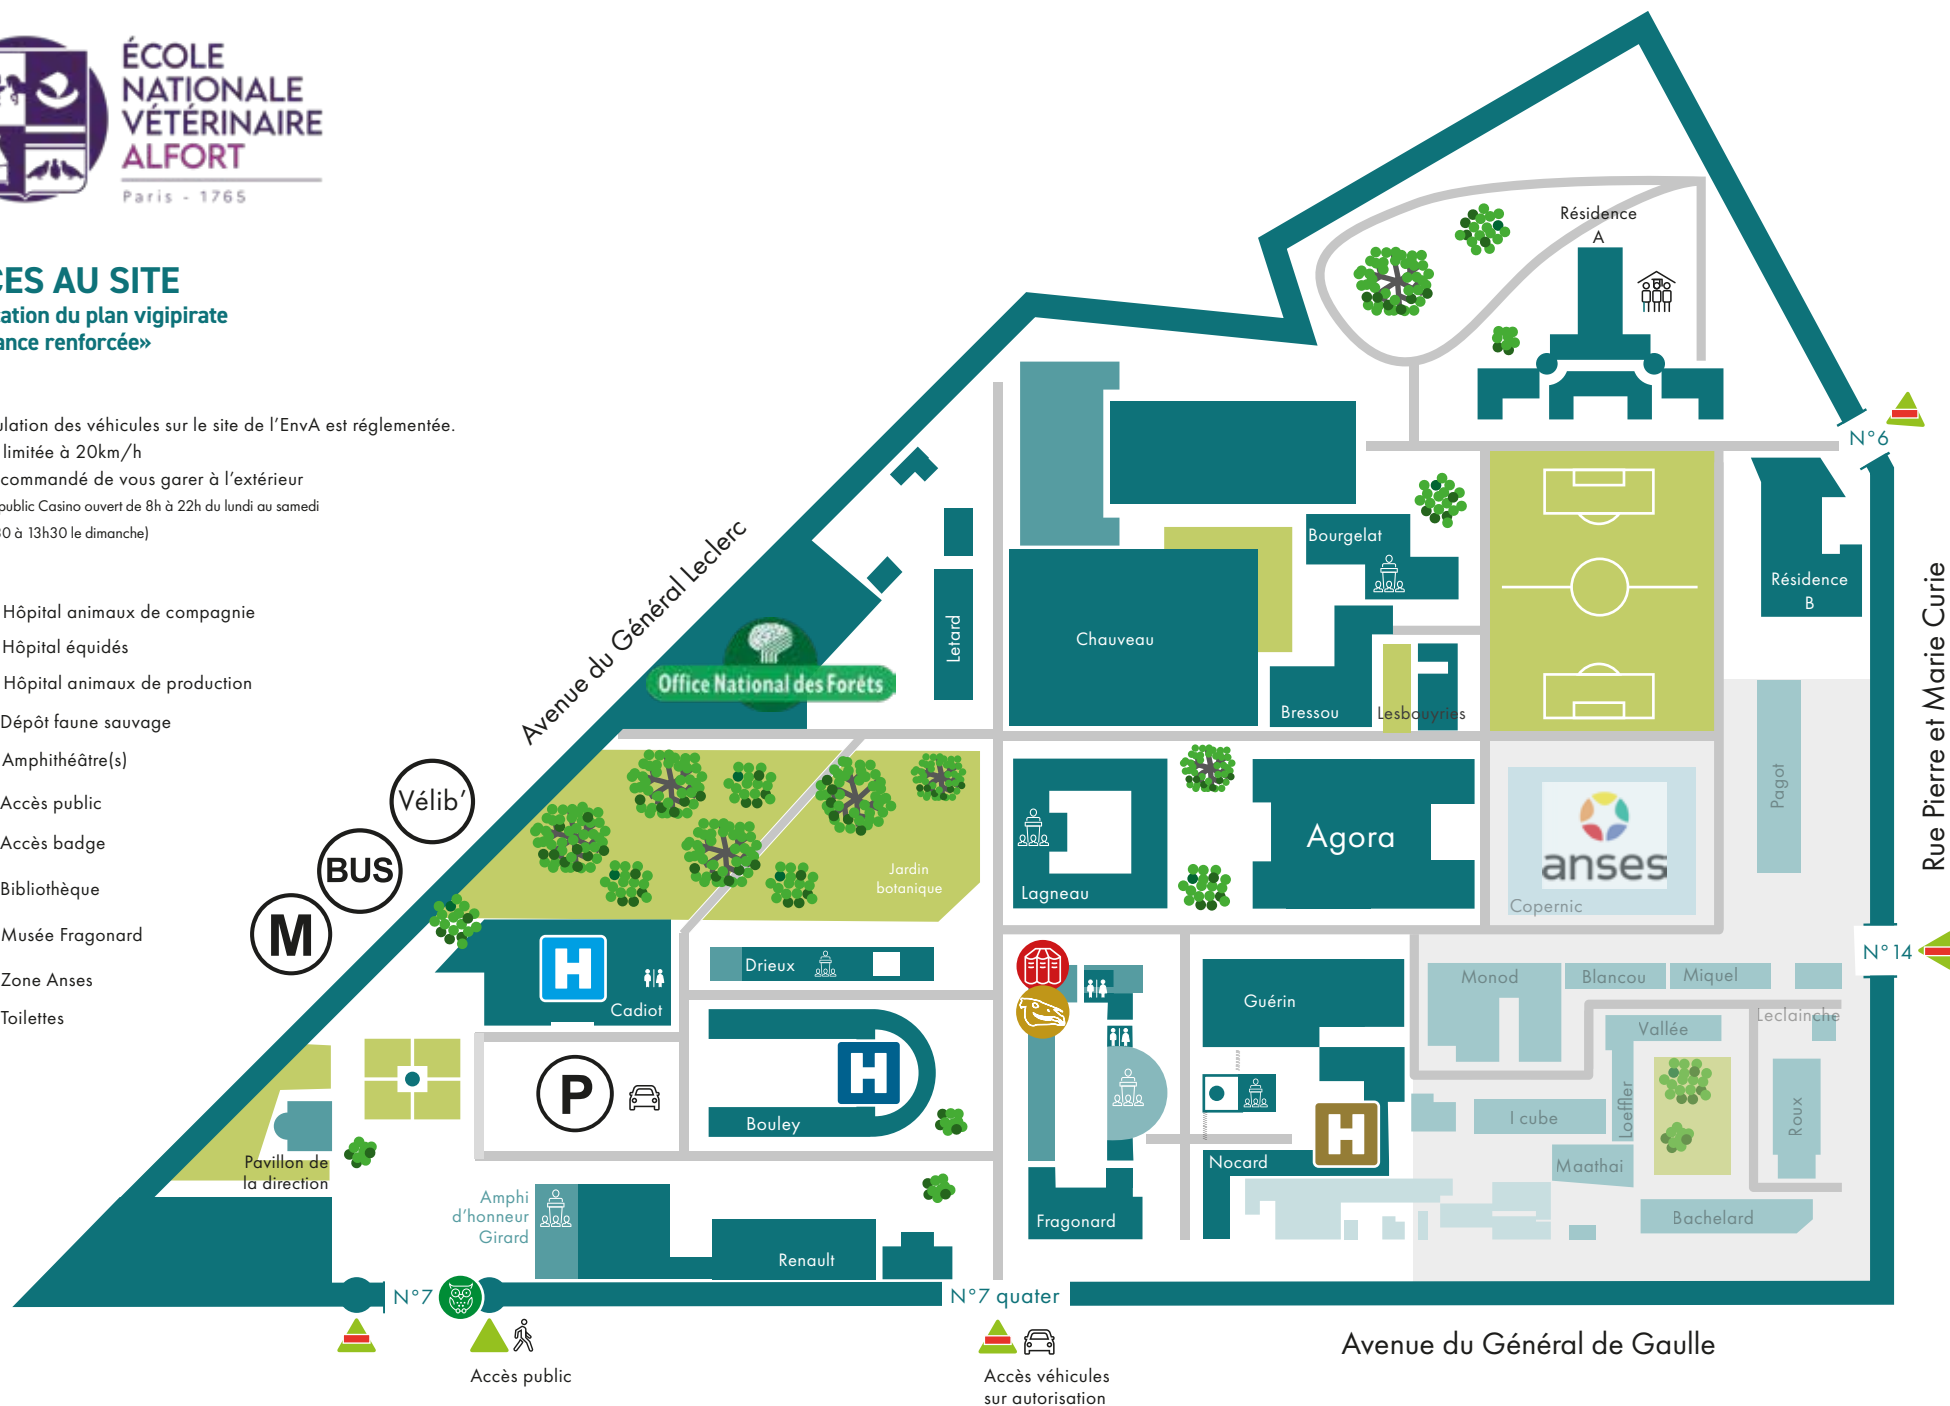 ÉCOLE
NATIONALE
VÉTÉRINAIRE
ALFORT
Paris - 1765
CES AU SITE
ation du plan vigipirate
ance renforcée»
ulation des véhicules sur le site de l'EnvA est réglementée.
limitée à 20km/h
commandé de vous garer à l'extérieur
public Casino ouvert de 8h à 22h du lundi au samedi
30 à 13h30 le dimanche)
Hôpital animaux de compagnie
Hôpital équidés
Hôpital animaux de production
Dépôt faune sauvage
Amphithéâtre(s)
Accès public
Accès badge
Bibliothèque
Musée Fragonard
Zone Anses
Toilettes
Vélib'
BUS
M
Avenue du Général Leclerc
Office National des Forêts
Letard
Résidence
A
N°6
Bourgelat
Chauveau
Bressou
Lesbouyries
Résidence
B
Rue Pierre et Marie Curie
Jardin
botanique
Lagneau
Agora
anses
Copernic
Pagot
N° 14
H
Cadiot
Drieux
P
H
Bouley
Guérin
Monod
Blancou
Miquel
Leclainche
Vallée
Loeffler
I cube
Roux
Maathai
Bachelard
H
Nocard
Fragonard
Pavillon de
la direction
Amphi
d'honneur
Girard
Renault
N°7
N°7 quater
Accès public
Accès véhicules
sur autorisation
Avenue du Général de Gaulle